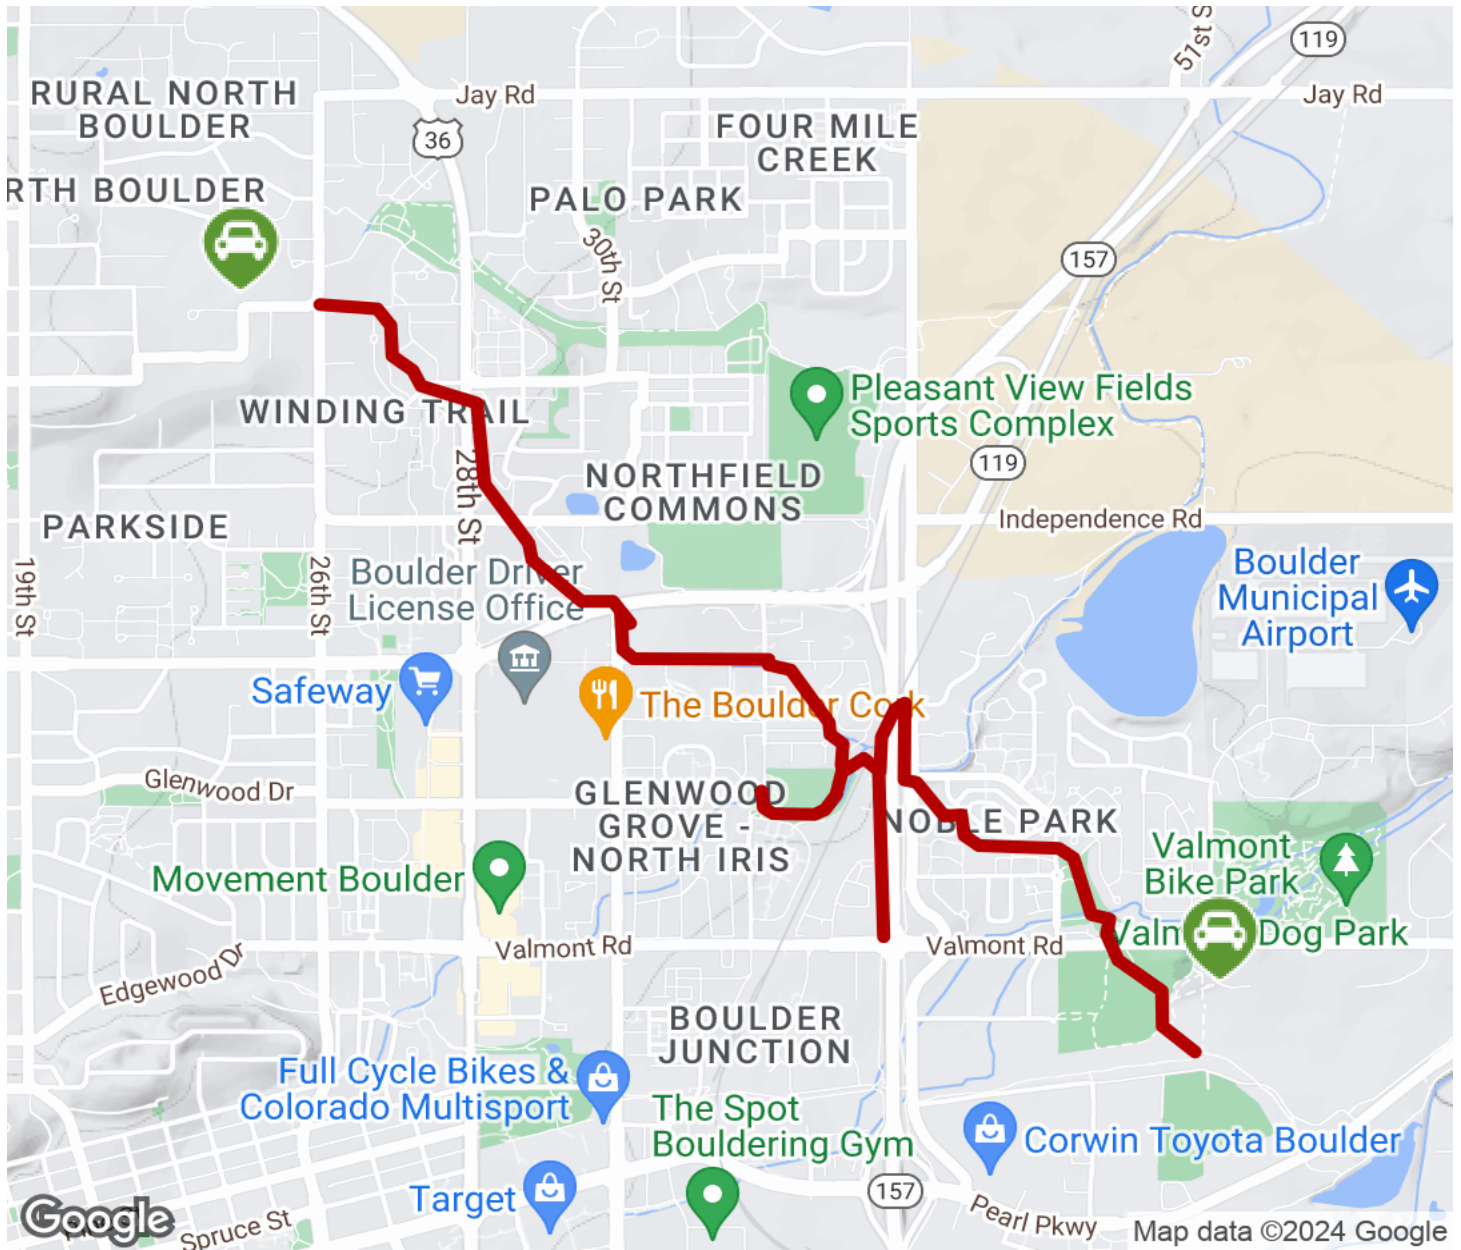 119
51st S
Jay Rd
Jay Rd
RURAL NORTH
BOULDER
36
FOUR MILE
CREEK
RTH BOULDER
PALO PARK
30th St
157
Pleasant View Fields
Sports Complex
WINDING TRAIL
119
28th St
NORTHFIELD
COMMONS
Independence Rd
PARKSIDE
19th St
26th St
Boulder Driver
License Office
Boulder
Municipal
Airport
Safeway
The Boulder Cork
Glenwood Dr
GLENWOOD
GROVE -
NORTH IRIS
NOBLE PARK
Valmont
Bike Park
Movement Boulder
Valm Dog Park
Valmont Rd
Valmont Rd
Edgewood Dr
BOULDER
JUNCTION
Full Cycle Bikes &
Colorado Multisport
The Spot
Bouldering Gym
Corwin Toyota Boulder
Target
157
Pearl Pkwy
Spruce St
Google
Map data ©2024 Google